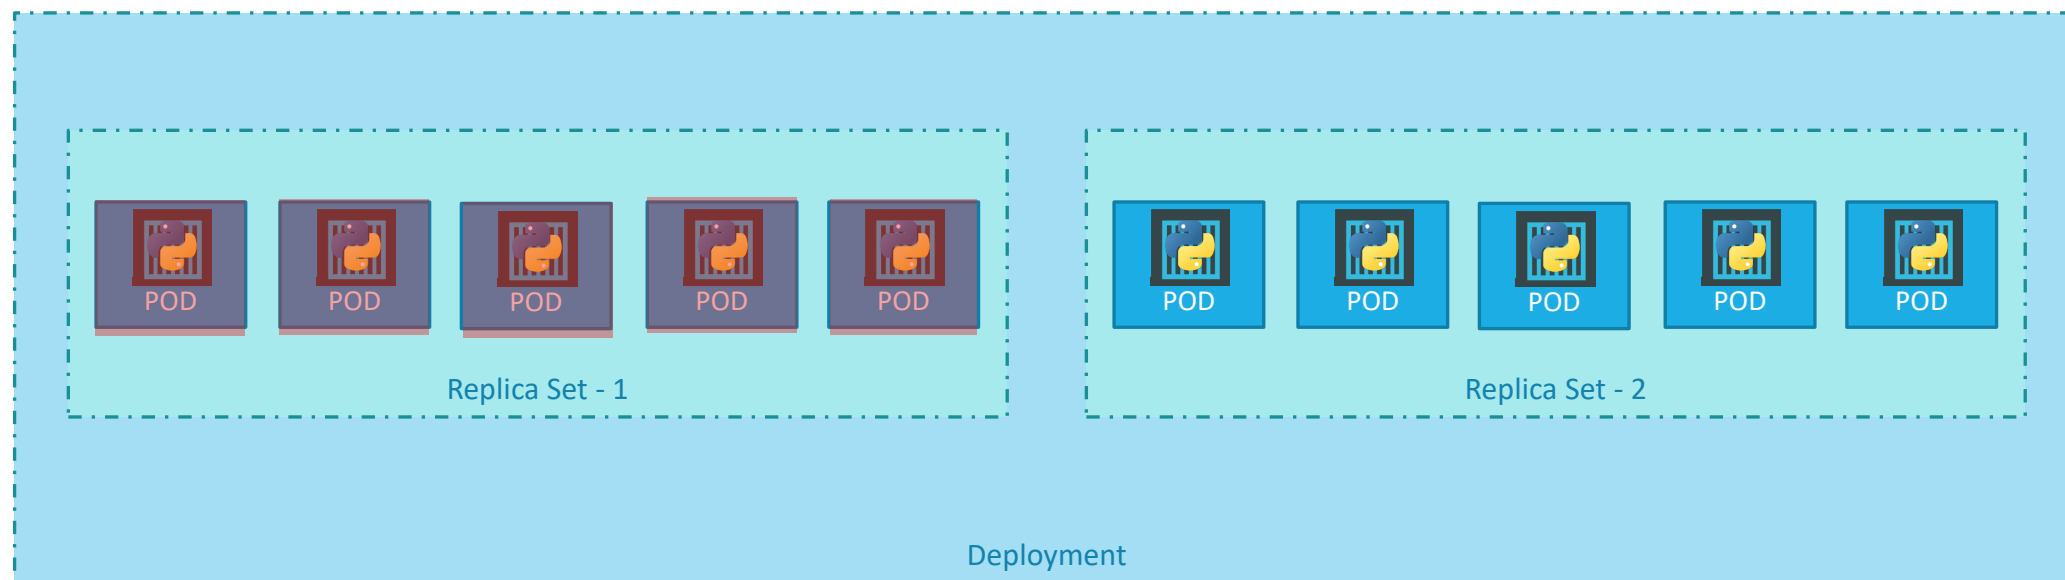 POD
POD
POD
POD
POD
Replica Set - 1
POD
POD
POD
POD
POD
Replica Set - 2
Deployment